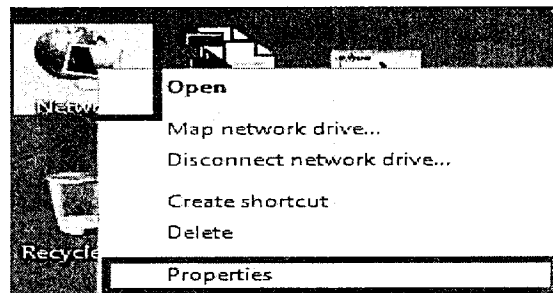 Open
Map network drive...
Disconnect network drive...
Create shortcut
Delete
Properties